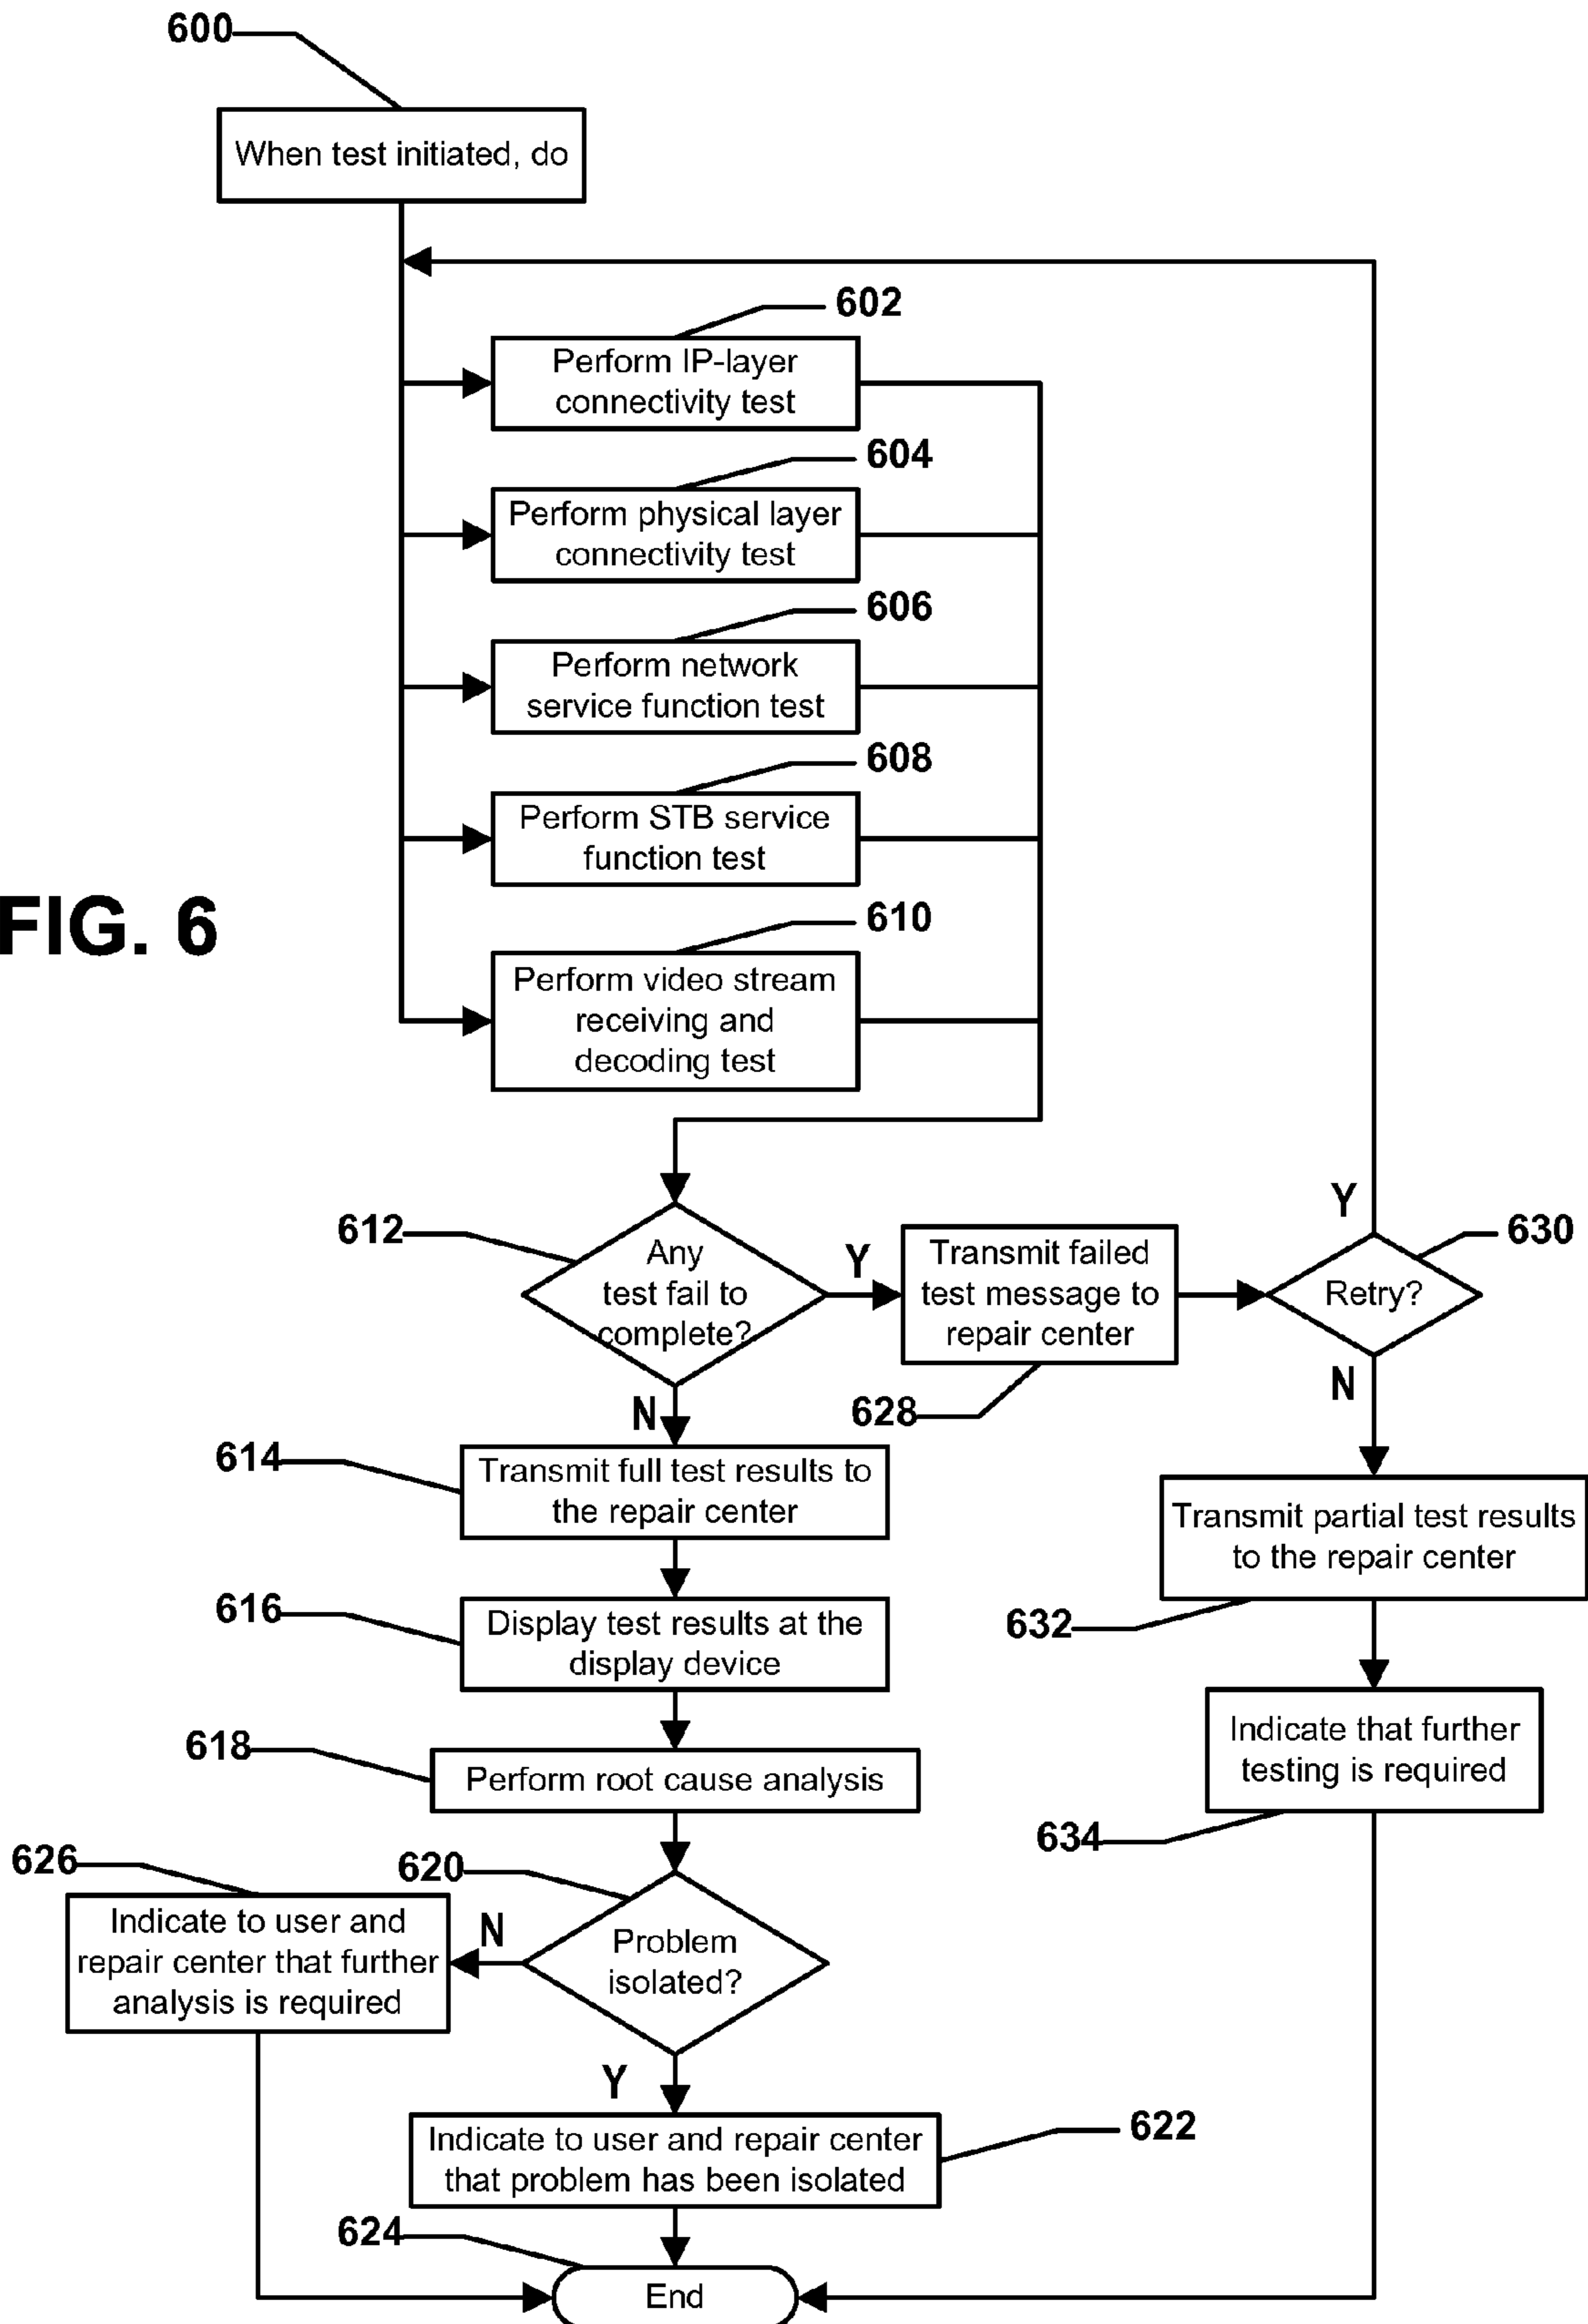 600
When test initiated, do
602
Perform IP-layer
connectivity test
604
Perform physical layer
connectivity test
606
Perform network
service function test
608
Perform STB service
function test
FIG. 6
610
Perform video stream
receiving and
decoding test
612
Any
test fail to
complete?
Y
Transmit failed
test message to
repair center
628
Y
630
Retry?
N
N
614
Transmit full test results to
the repair center
616
Display test results at the
display device
632
Transmit partial test results
to the repair center
618
Perform root cause analysis
634
Indicate that further
testing is required
626
Indicate to user and
repair center that further
analysis is required
620
N
Problem
isolated?
Y
Indicate to user and repair center
that problem has been isolated
622
624
End